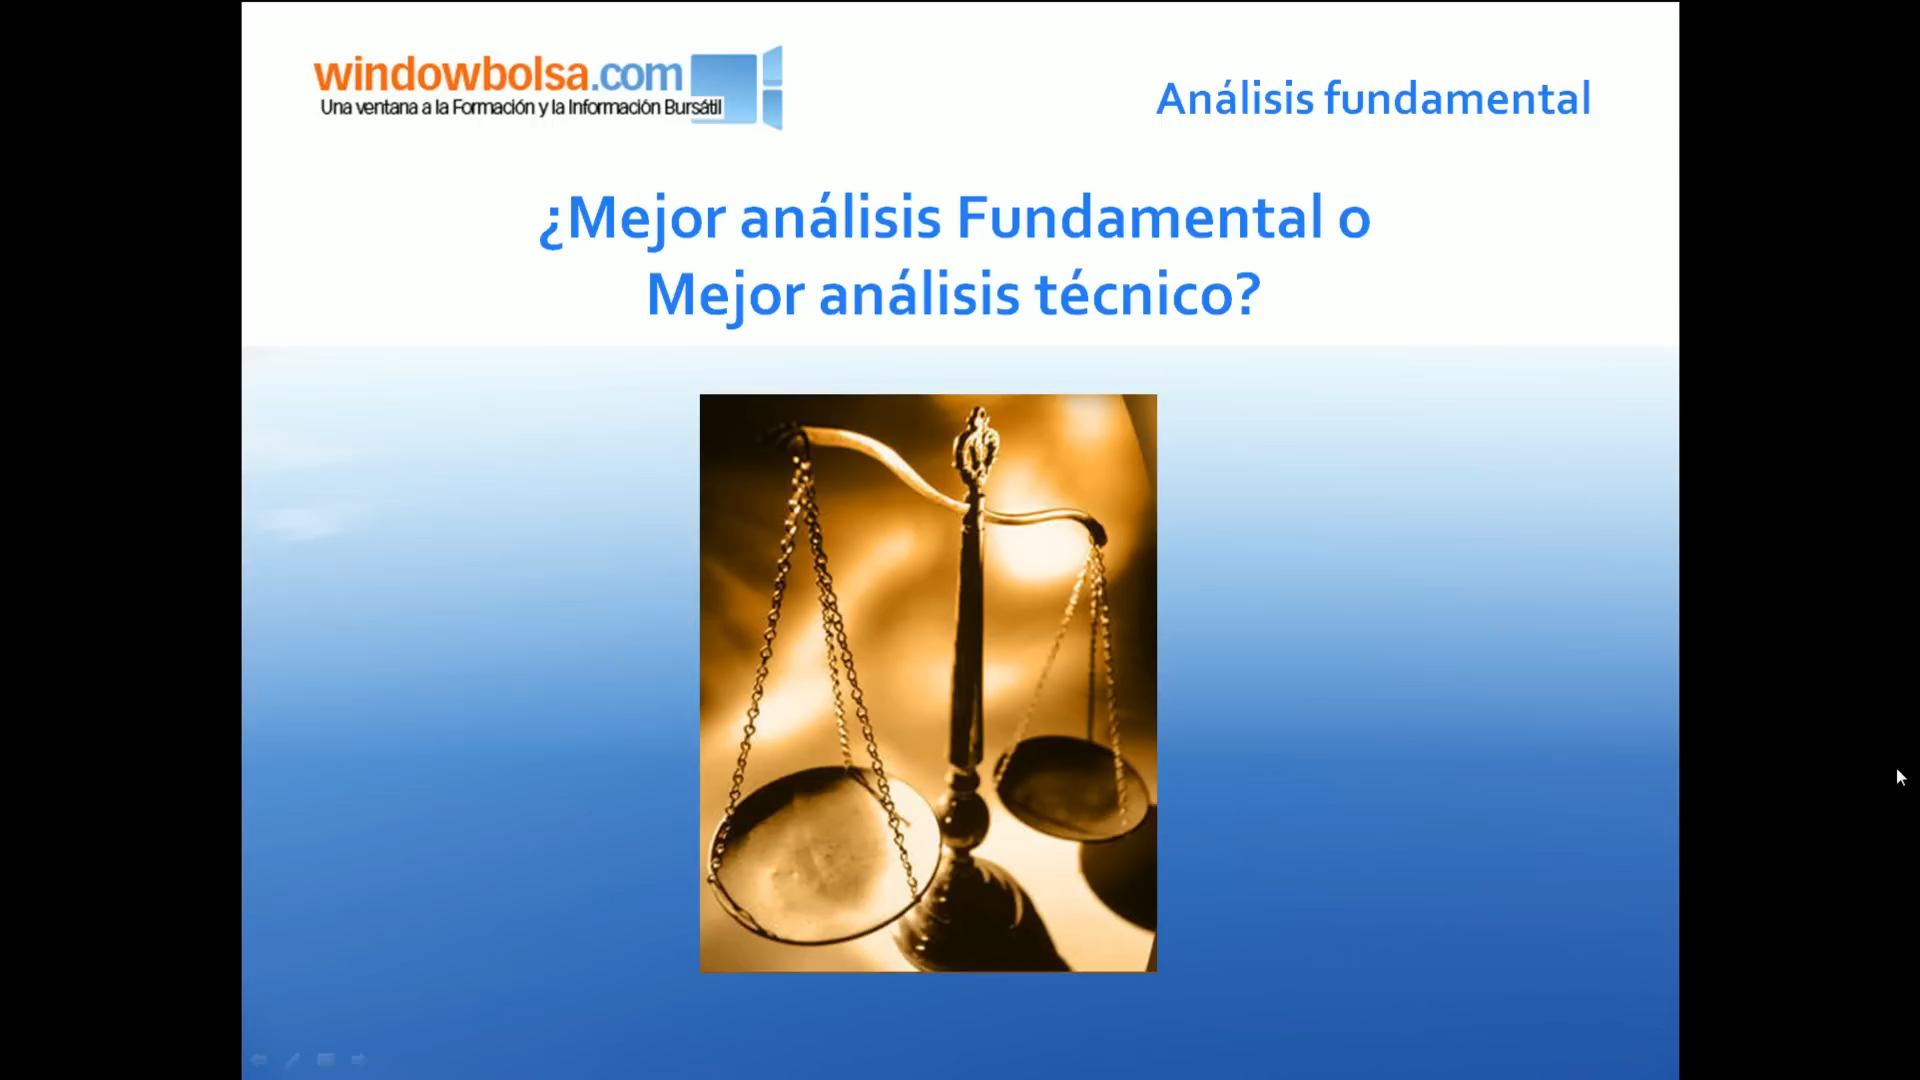 windowbolsa.com
Una ventana a la Formación y la Información Bursátil
Análisis fundamental
¿Mejor análisis Fundamental o
Mejor análisis técnico?